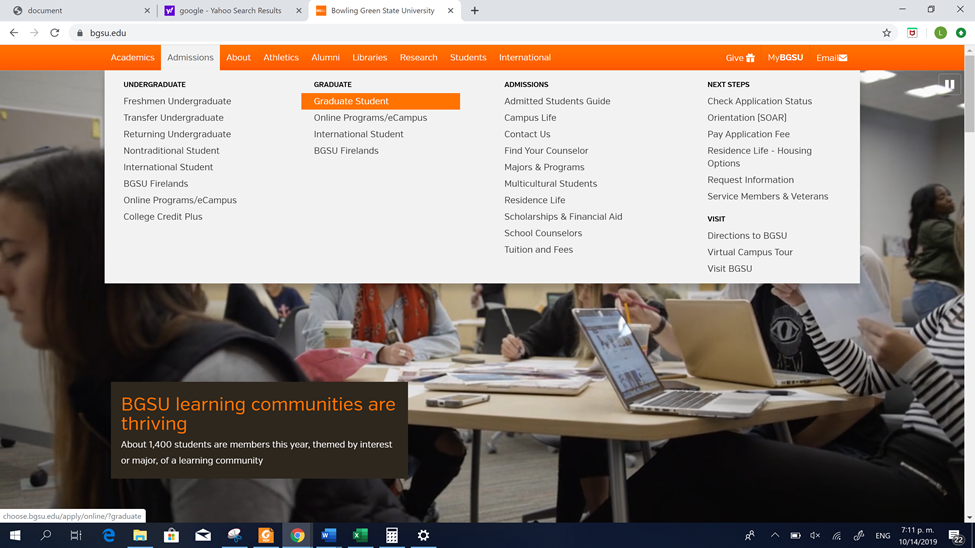 document
google - Yahoo Search Results
Bowling Green State University
bgsu.edu
L
Academics
Admissions
About
Athletics
Alumni
Libraries
Research
Students
International
Give
MyBGSU
Email
UNDERGRADUATE
Freshmen Undergraduate
Transfer Undergraduate
Returning Undergraduate
Nontraditional Student
International Student
BGSU Firelands
Online Programs/eCampus
College Credit Plus
GRADUATE
Graduate Student
Online Programs/eCampus
International Student
BGSU Firelands
ADMISSIONS
Admitted Students Guide
Campus Life
Contact Us
Find Your Counselor
Majors & Programs
Multicultural Students
Residence Life
Scholarships & Financial Aid
School Counselors
Tuition and Fees
NEXT STEPS
Check Application Status
Orientation [SOAR]
Pay Application Fee
Residence Life - Housing
Options
Request Information
Service Members & Veterans
VISIT
Directions to BGSU
Virtual Campus Tour
Visit BGSU
BGSU learning communities are
thriving
About 1,400 students are members this year, themed by interest
or major, of a learning community
choose.bgsu.edu/apply/online/?graduate
ENG
7:11 p. m.
10/14/2019
22